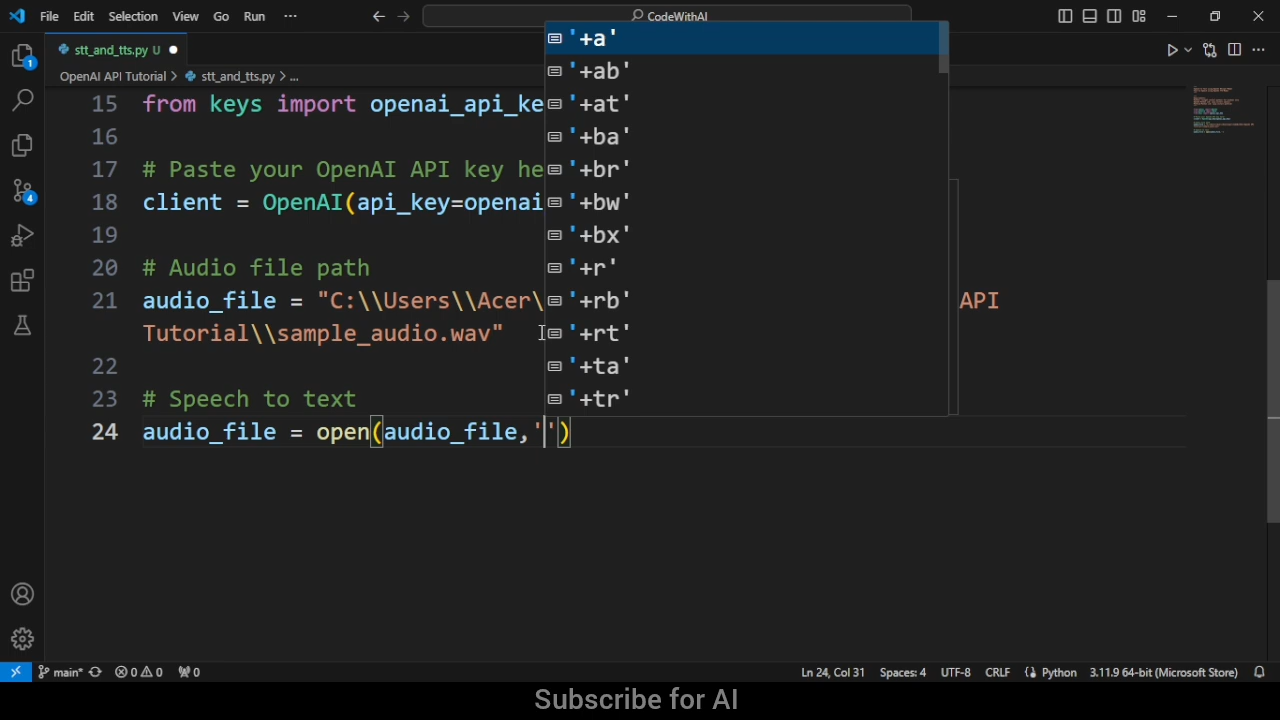 File Edit Selection View Go Run ··· CodeWithAI
stt_and_tts.py U
OpenAI API Tutorial > stt_and_tts.py > ...
15 from keys import openai_api_ke
16
17 # Paste your OpenAI API key he
18 client = OpenAI(api_key=openai
19
20 # Audio file path
21 audio_file = "C:\\Users\\Acer\ API
Tutorial\\sample_audio.wav"
22
23 # Speech to text
24 audio_file = open(audio_file,'')
'+a'
'+ab'
'+at'
'+ba'
'+br'
'+bw'
'+bx'
'+r'
'+rb'
'+rt'
'+ta'
'+tr'
1
4
main* 0 0 0 Ln 24, Col 31 Spaces: 4 UTF-8 CRLF Python 3.11.9 64-bit (Microsoft Store)
Subscribe for AI